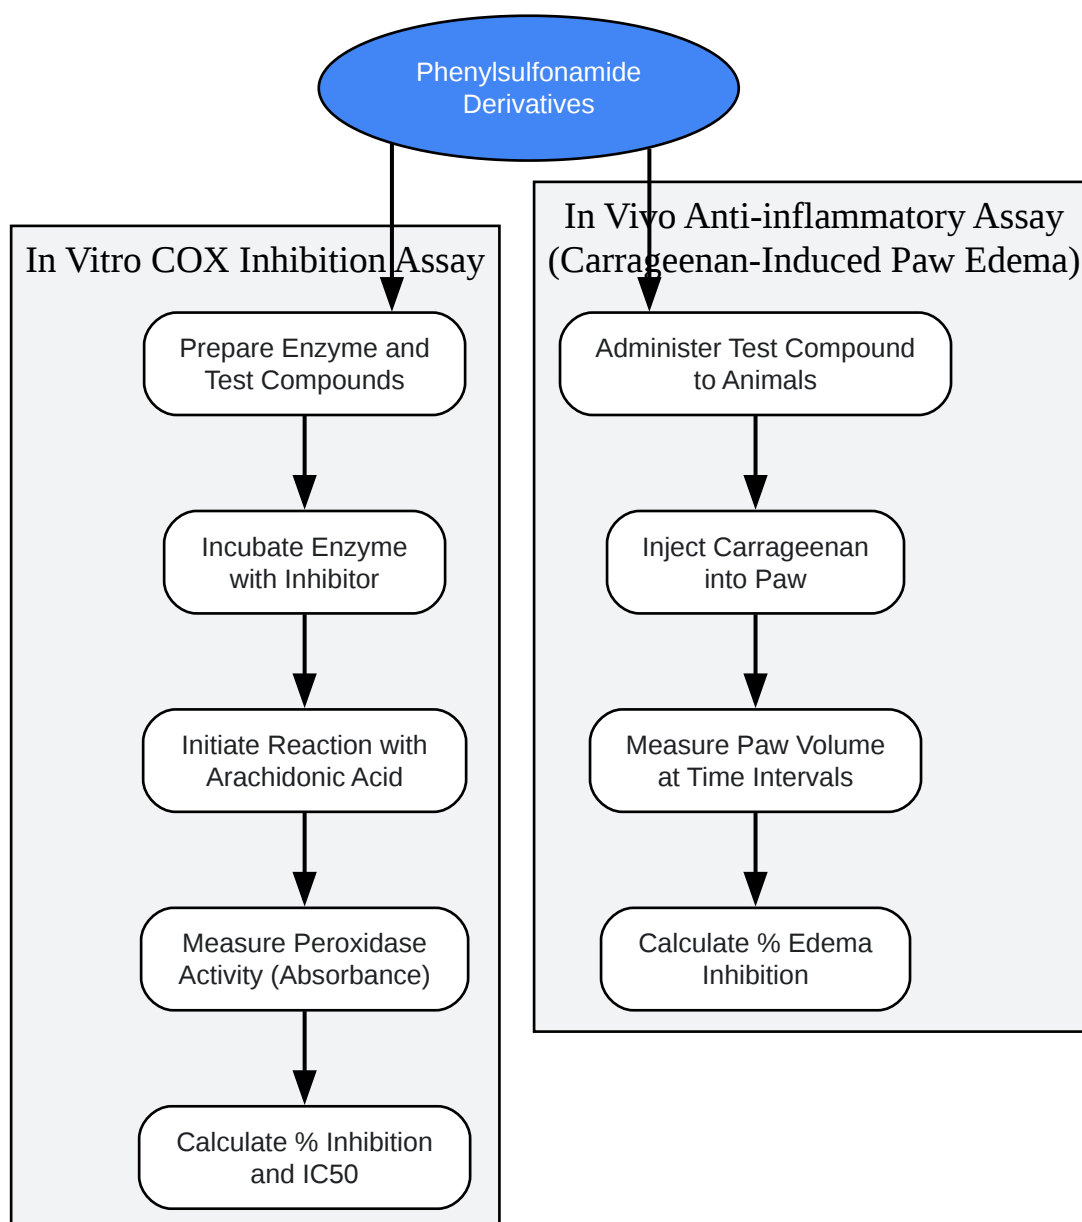 Phenylsulfonamide
Derivatives
In Vitro COX Inhibition Assay
Prepare Enzyme and
Test Compounds
Incubate Enzyme
with Inhibitor
Initiate Reaction with
Arachidonic Acid
Measure Peroxidase
Activity (Absorbance)
Calculate % Inhibition
and IC50
In Vivo Anti-inflammatory Assay
(Carrageenan-Induced Paw Edema)
Administer Test Compound
to Animals
Inject Carrageenan
into Paw
Measure Paw Volume
at Time Intervals
Calculate % Edema
Inhibition